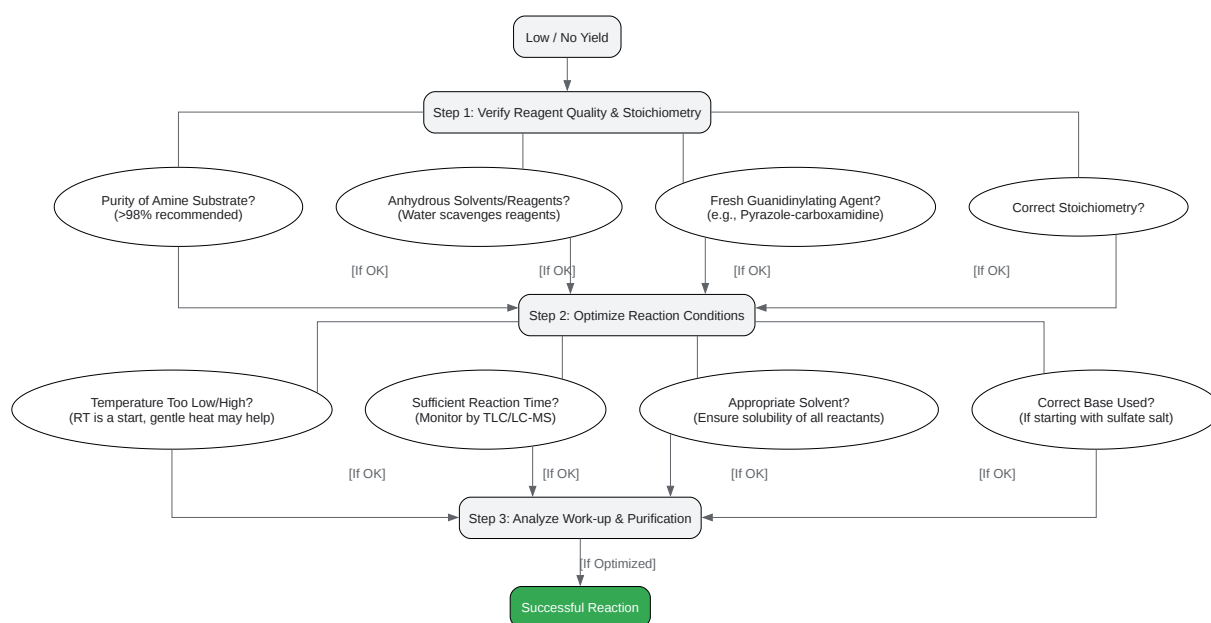 Low / No Yield
Step 1: Verify Reagent Quality & Stoichiometry
Purity of Amine Substrate?
(>98% recommended)
Anhydrous Solvents/Reagents?
(Water scavenges reagents)
Fresh Guanidinylating Agent?
(e.g., Pyrazole-carboxamidine)
Correct Stoichiometry?
[If OK]
[If OK]
[If OK]
[If OK]
Step 2: Optimize Reaction Conditions
Temperature Too Low/High?
(RT is a start, gentle heat may help)
Sufficient Reaction Time?
(Monitor by TLC/LC-MS)
Appropriate Solvent?
(Ensure solubility of all reactants)
Correct Base Used?
(If starting with sulfate salt)
[If OK]
[If OK]
[If OK]
[If OK]
Step 3: Analyze Work-up & Purification
[If Optimized]
Successful Reaction